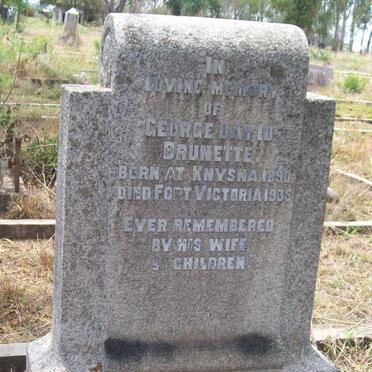 IN
LOVING MEMORY
OF
GEORGE DAVID
BRUNETTE
BORN AT KNYSNA 1890
DIED FORT VICTORIA 1935
EVER REMEMBERED
BY HIS WIFE
& CHILDREN.